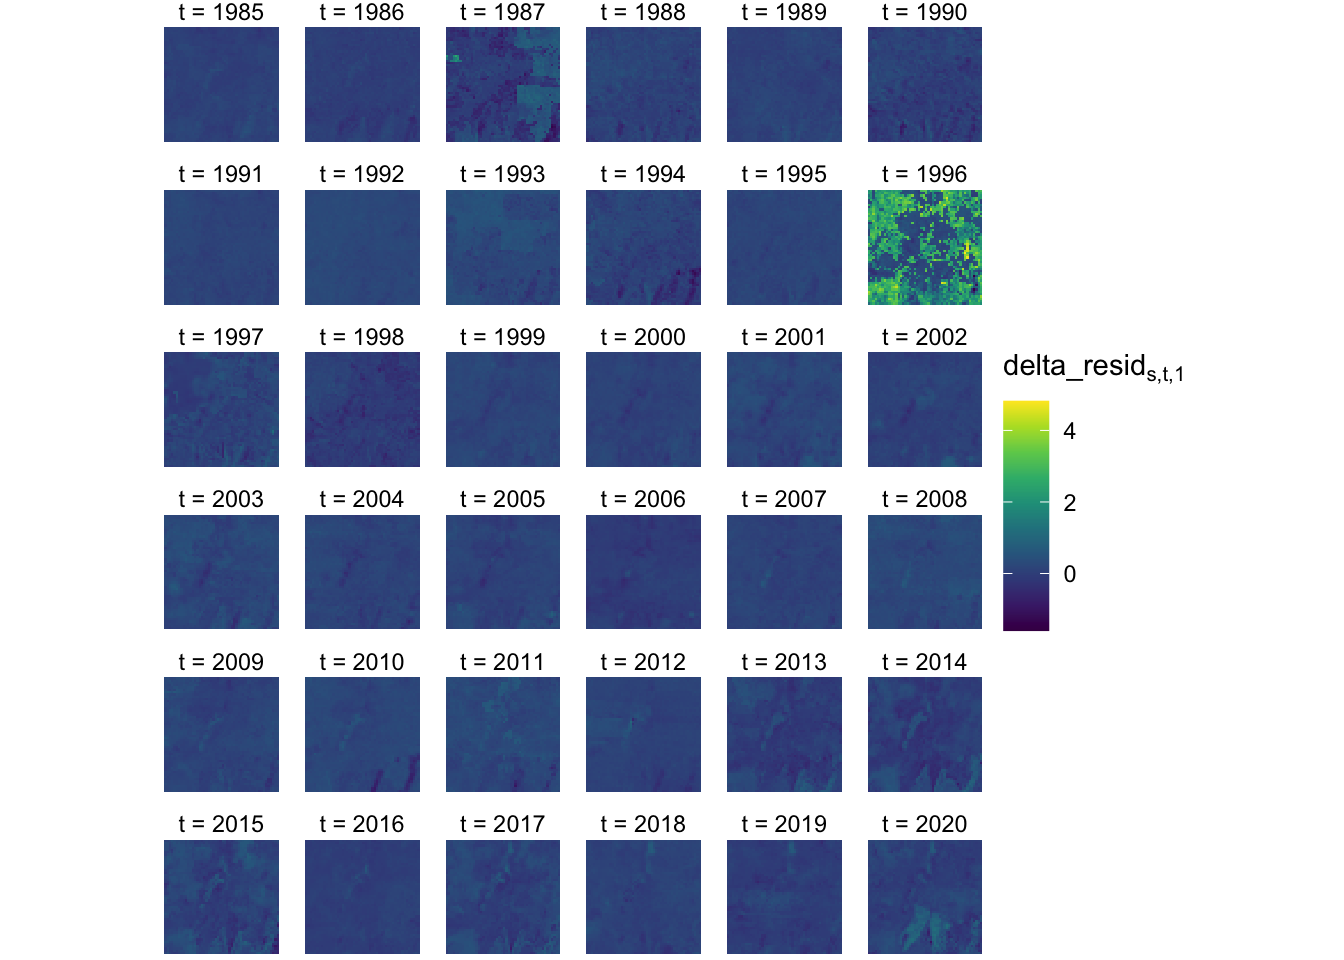 t = 1985 t = 1986 t = 1987 t = 1988 t = 1989 t = 1990
t = 1991 t = 1992 t = 1993 t = 1994 t = 1995 t = 1996
t = 1997 t = 1998 t = 1999 t = 2000 t = 2001 t = 2002
delta_resid s,t,1
4
t = 2003 t = 2004 t = 2005 t = 2006 t = 2007 t = 2008
2
0
t = 2009 t = 2010 t = 2011 t = 2012 t = 2013 t = 2014
t = 2015 t = 2016 t = 2017 t = 2018 t = 2019 t = 2020